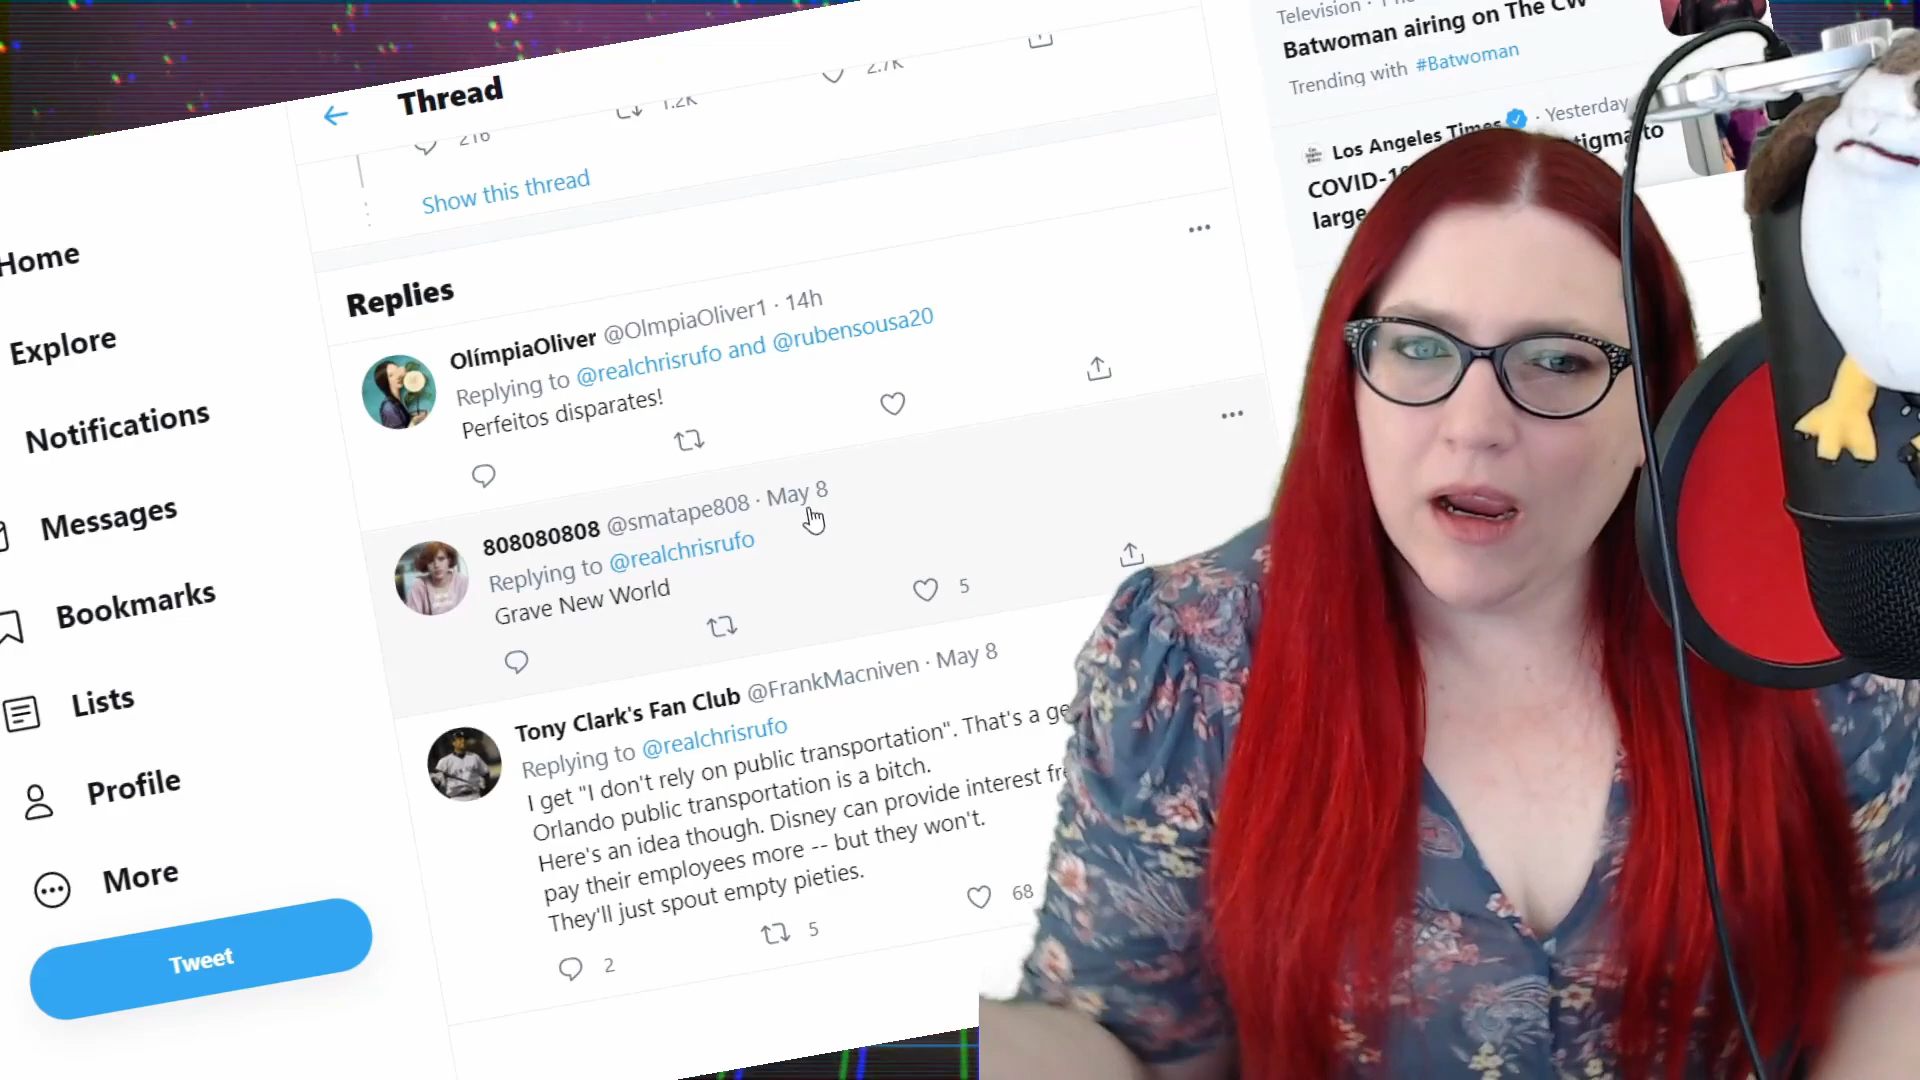 Thread
216
1.2K
2.7K
Show this thread
Replies
OlímpiaOliver @OlmpiaOliver1 · 14h
Replying to @realchrisrufo and @rubensousa20
Perfeitos disparates!
808080808 @smatape808 · May 8
Replying to @realchrisrufo
Grave New World
5
Tony Clark's Fan Club @FrankMacniven · May 8
Replying to @realchrisrufo
I get "I don't rely on public transportation". That's a
Orlando public transportation is a bitch.
Here's an idea though. Disney can provide interest
pay their employees more -- but they won't.
They'll just spout empty pieties.
2
5
68
Home
Explore
Notifications
Messages
Bookmarks
Lists
Profile
More
Tweet
Television ·
Batwoman airing on The CW
Trending with #Batwoman
Los Angeles Times · Yesterday
to
large